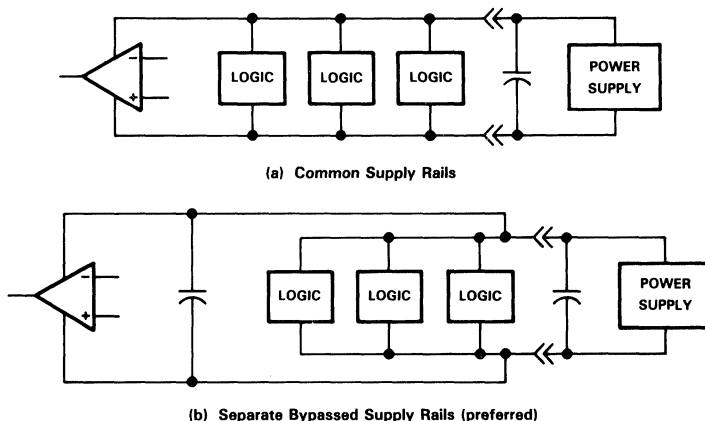 LOGIC LOGIC LOGIC POWER
SUPPLY
- +
(a) Common Supply Rails
- +
LOGIC LOGIC LOGIC POWER
SUPPLY
(b) Separate Bypassed Supply Rails (preferred)